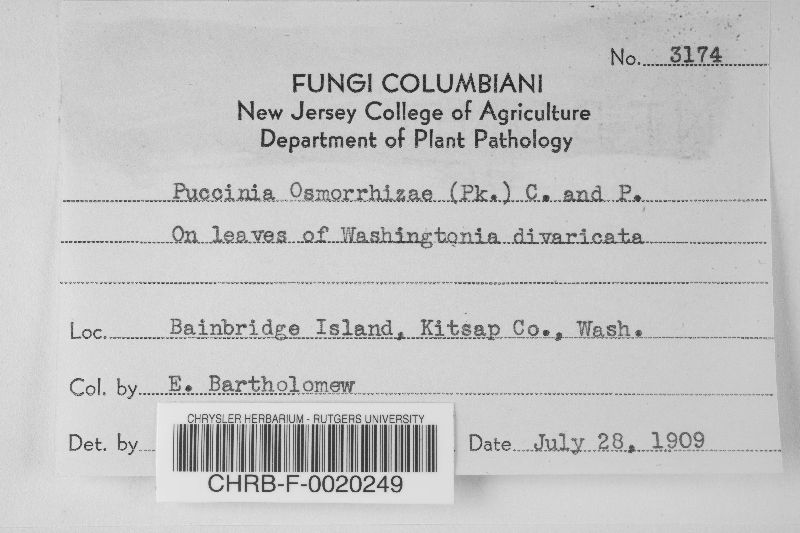 No. 3174
FUNGI COLUMBIANI
New Jersey College of Agriculture
Department of Plant Pathology
Puccinia Osmorrhizae (Pk.) C. and P.
On leaves of Washingtonia divaricata
Loc. Bainbridge Island, Kitsap Co., Wash.
Col. by E. Bartholomew
Det. by Date July 28, 1909
CHRYSLER HERBARIUM - RUTGERS UNIVERSITY
CHRB-F-0020249